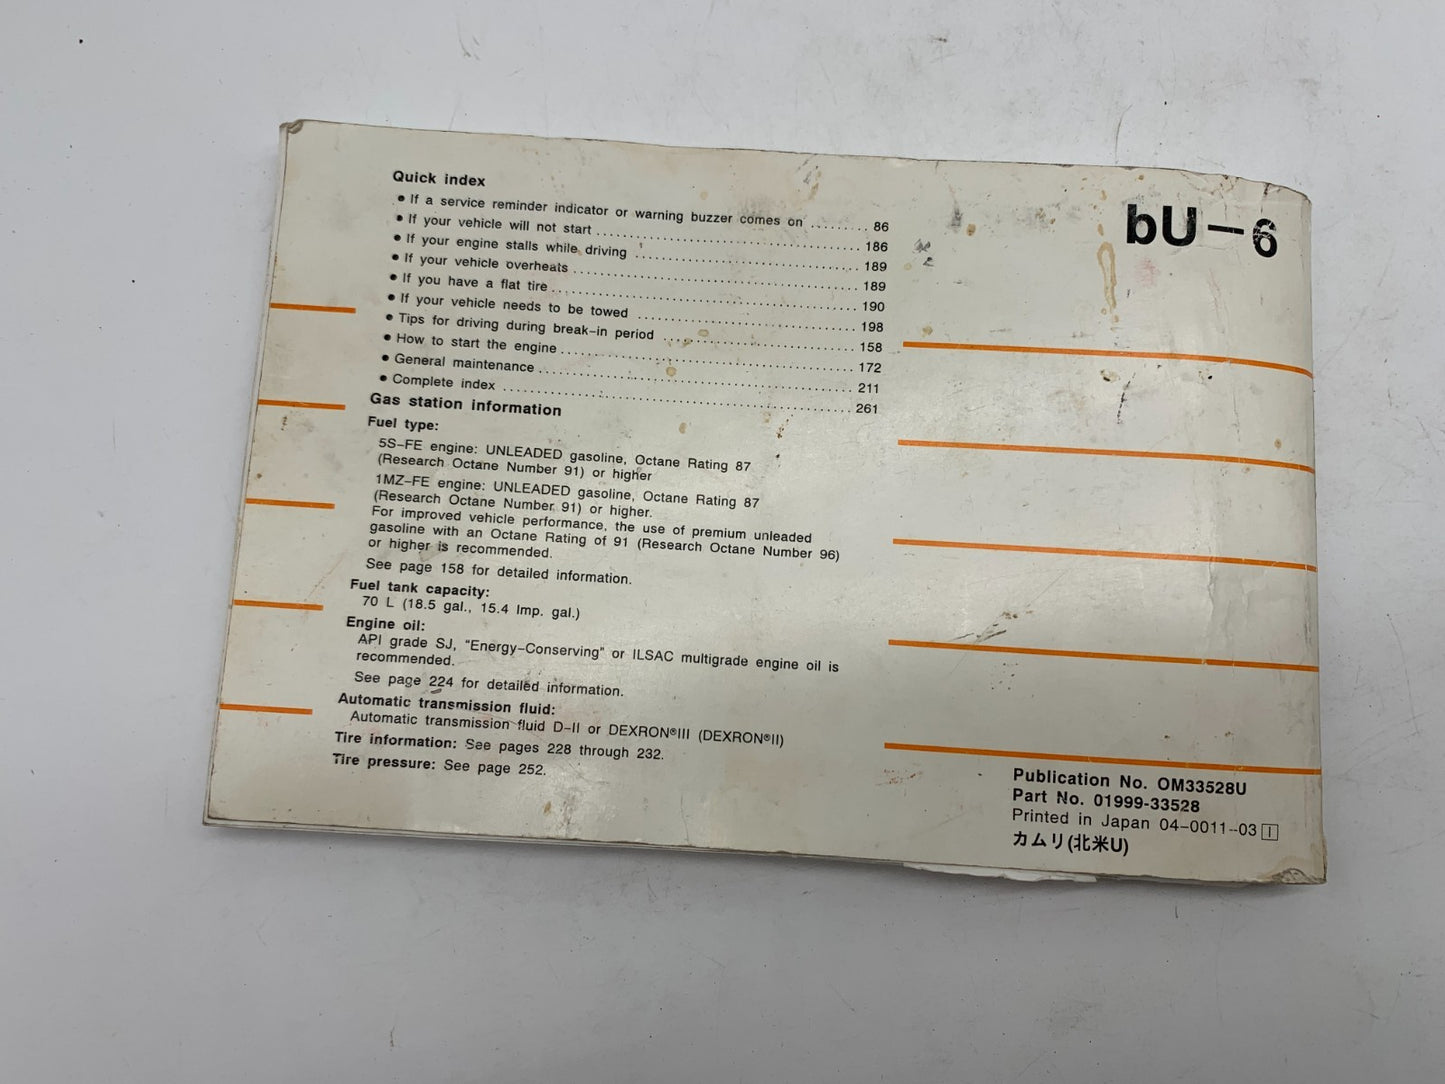 bU-6
Quick index
● If a service reminder indicator or warning buzzer comes on ........ 86
● If your vehicle will not start ........ 186
● If your engine stalls while driving ........ 189
● If your vehicle overheats ........ 189
● If you have a flat tire ........ 190
● If your vehicle needs to be towed ........ 198
● Tips for driving during break-in period ........ 158
● How to start the engine ........ 172
● General maintenance ........ 211
● Complete index ........ 261
Gas station information
Fuel type:
5S-FE engine: UNLEADED gasoline, Octane Rating 87
(Research Octane Number 91) or higher
1MZ-FE engine: UNLEADED gasoline, Octane Rating 87
(Research Octane Number 91) or higher.
For improved vehicle performance, the use of premium unleaded
gasoline with an Octane Rating of 91 (Research Octane Number 96)
or higher is recommended.
See page 158 for detailed information.
Fuel tank capacity:
70 L (18.5 gal., 15.4 Imp. gal.)
Engine oil:
API grade SJ, "Energy-Conserving" or ILSAC multigrade engine oil is
recommended.
See page 224 for detailed information.
Automatic transmission fluid:
Automatic transmission fluid D-II or DEXRON®III (DEXRON®II)
Tire information: See pages 228 through 232.
Tire pressure: See page 252.
Publication No. OM33528U
Part No. 01999-33528
Printed in Japan 04-0011-03 I
カムリ(北米U)